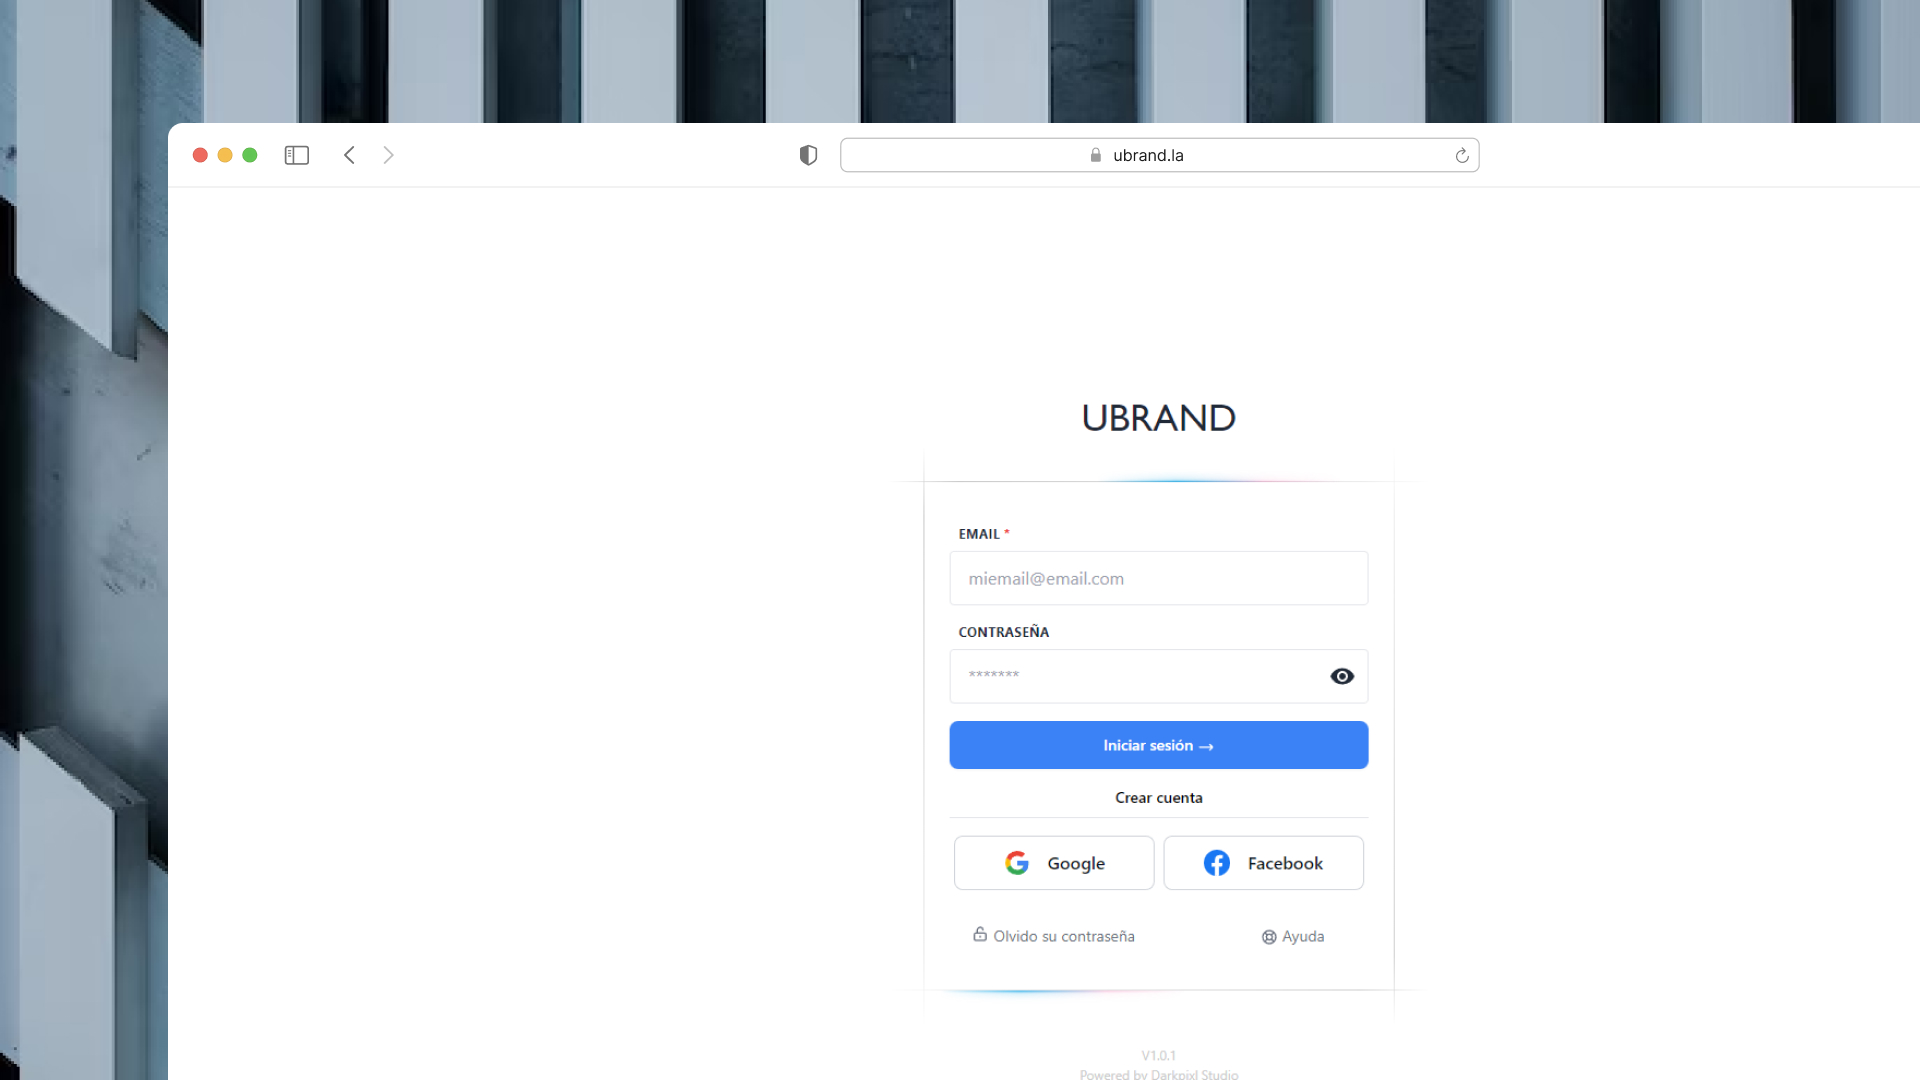 ubrand.la
UBRAND
EMAIL *
miemail@email.com
CONTRASEÑA
*******
Iniciar sesión →
Crear cuenta
Google
Facebook
Olvido su contraseña
Ayuda
V1.0.1
Powered by Darkpixl Studio